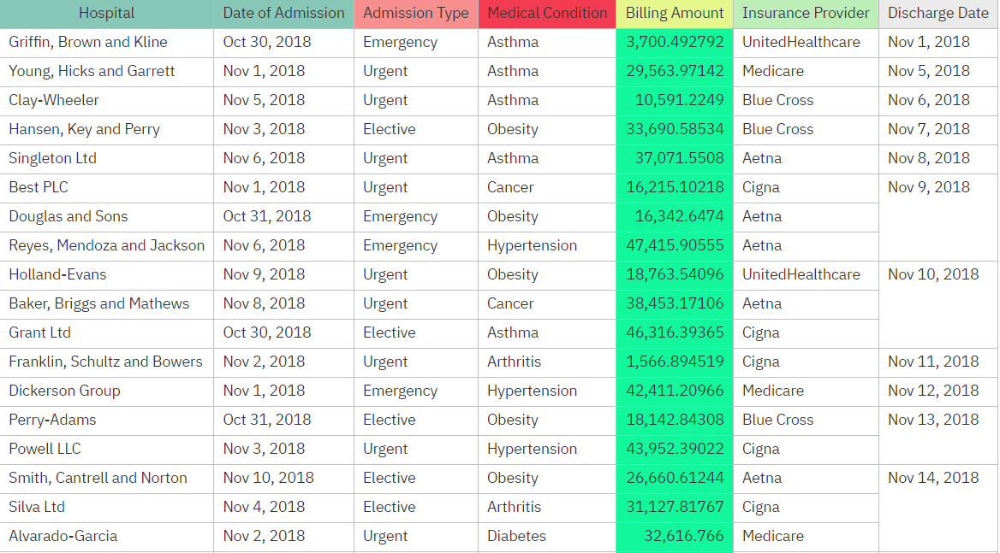 Hospital Date of Admission Admission Type Medical Condition Billing Amount Insurance Provider Discharge Date
Griffin, Brown and Kline Oct 30, 2018 Emergency Asthma 3,700.492792 UnitedHealthcare Nov 1, 2018
Young, Hicks and Garrett Nov 1, 2018 Urgent Asthma 29,563.97142 Medicare Nov 5, 2018
Clay-Wheeler Nov 5, 2018 Urgent Asthma 10,591.2249 Blue Cross Nov 6, 2018
Hansen, Key and Perry Nov 3, 2018 Elective Obesity 33,690.58534 Blue Cross Nov 7, 2018
Singleton Ltd Nov 6, 2018 Urgent Asthma 37,071.5508 Aetna Nov 8, 2018
Best PLC Nov 1, 2018 Urgent Cancer 16,215.10218 Cigna Nov 9, 2018
Douglas and Sons Oct 31, 2018 Emergency Obesity 16,342.6474 Aetna
Reyes, Mendoza and Jackson Nov 6, 2018 Emergency Hypertension 47,415.90555 Aetna
Holland-Evans Nov 9, 2018 Urgent Obesity 18,763.54096 UnitedHealthcare Nov 10, 2018
Baker, Briggs and Mathews Nov 8, 2018 Urgent Cancer 38,453.17106 Aetna
Grant Ltd Oct 30, 2018 Elective Asthma 46,316.39365 Cigna
Franklin, Schultz and Bowers Nov 2, 2018 Urgent Arthritis 1,566.894519 Cigna Nov 11, 2018
Dickerson Group Nov 1, 2018 Emergency Hypertension 42,411.20966 Medicare Nov 12, 2018
Perry-Adams Oct 31, 2018 Elective Obesity 18,142.84308 Blue Cross Nov 13, 2018
Powell LLC Nov 3, 2018 Urgent Hypertension 43,952.39022 Cigna
Smith, Cantrell and Norton Nov 10, 2018 Elective Obesity 26,660.61244 Aetna Nov 14, 2018
Silva Ltd Nov 4, 2018 Elective Arthritis 31,127.81767 Cigna
Alvarado-Garcia Nov 2, 2018 Urgent Diabetes 32,616.766 Medicare